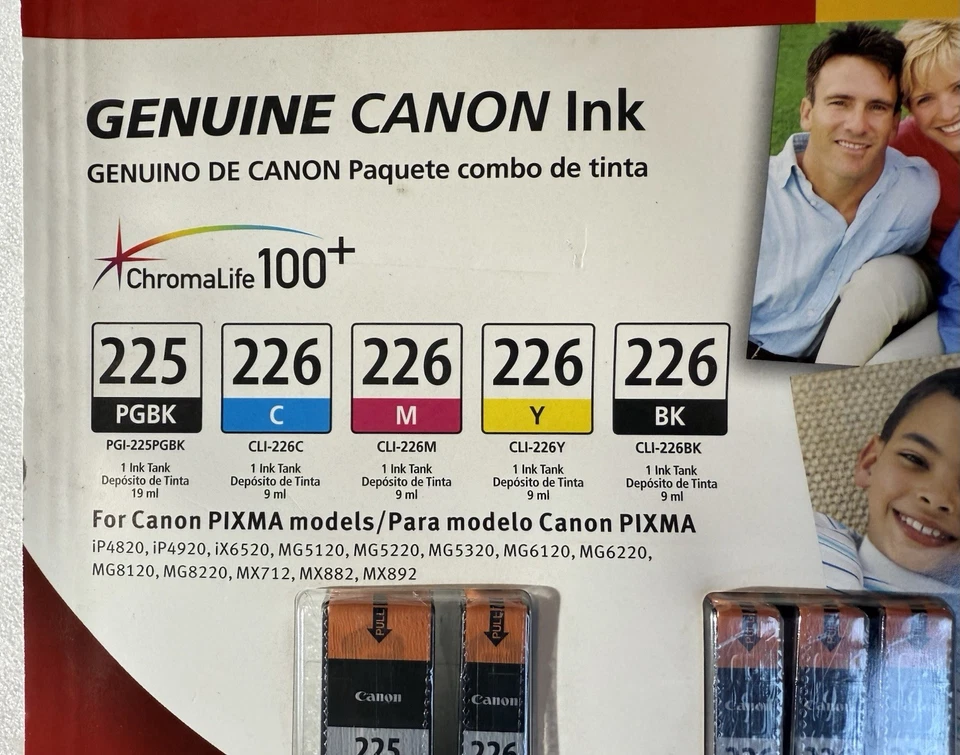 GENUINE CANON Ink
GENUINO DE CANON Paquete combo de tinta
ChromaLife 100+
225 226 226 226 226
PGBK C M Y BK
PGI-225PGBK CLI-226C CLI-226M CLI-226Y CLI-226BK
1 Ink Tank 1 Ink Tank 1 Ink Tank 1 Ink Tank 1 Ink Tank
Depósito de Tinta Depósito de Tinta Depósito de Tinta Depósito de Tinta Depósito de Tinta
19 ml 9 ml 9 ml 9 ml 9 ml
For Canon PIXMA models/Para modelo Canon PIXMA
iP4820, iP4920, iX6520, MG5120, MG5220, MG5320, MG6120, MG6220,
MG8120, MG8220, MX712, MX882, MX892
PULL PULL
Canon Canon Canon Canon
225 226